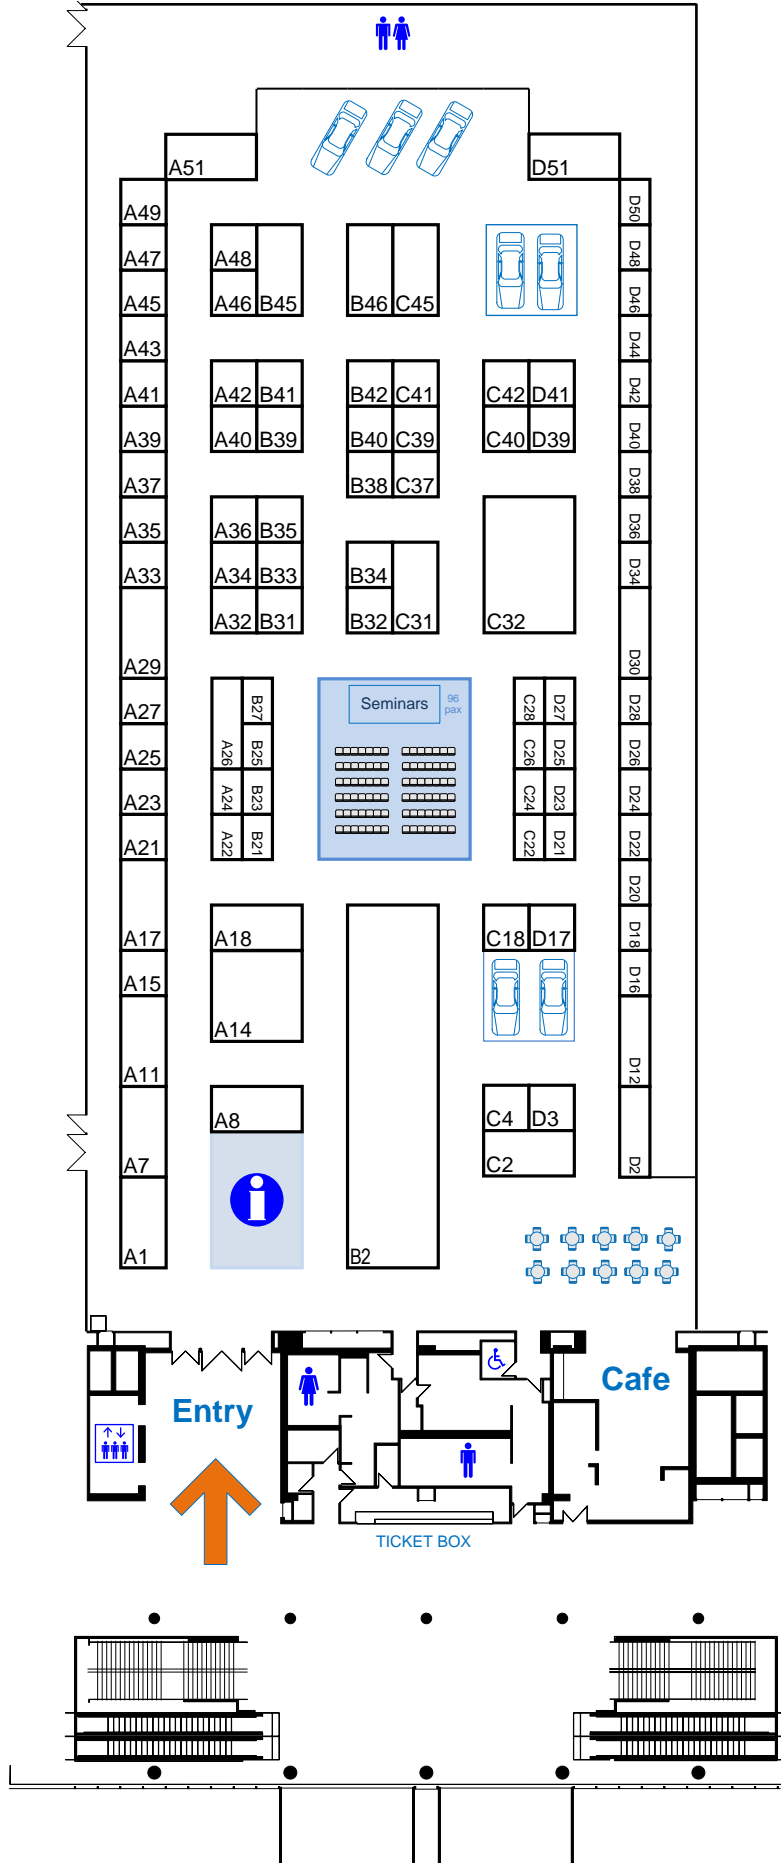 A51 D51
A49 D50
A47 A48 D48
A45 A46 B45 B46 C45 D46
A43 D44
A41 A42 B41 B42 C41 C42 D41 D42
A39 A40 B39 B40 C39 C40 D39 D40
A37 B38 C37 D38
A35 A36 B35 D36
A33 A34 B33 B34 D34
A32 B31 B32 C31 C32
A29 D30
A27 B27 Seminars 96 C28 D27 D28
pax
A25 A26 B25 C26 D25 D26
A23 A24 B23 C24 D23 D24
A21 A22 B21 C22 D21 D22
D20
A17 A18 C18 D17 D18
A15 D16
A14
A11 D12
A8 C4 D3
A7 C2 D2
A1 B2
Entry Cafe
TICKET BOX